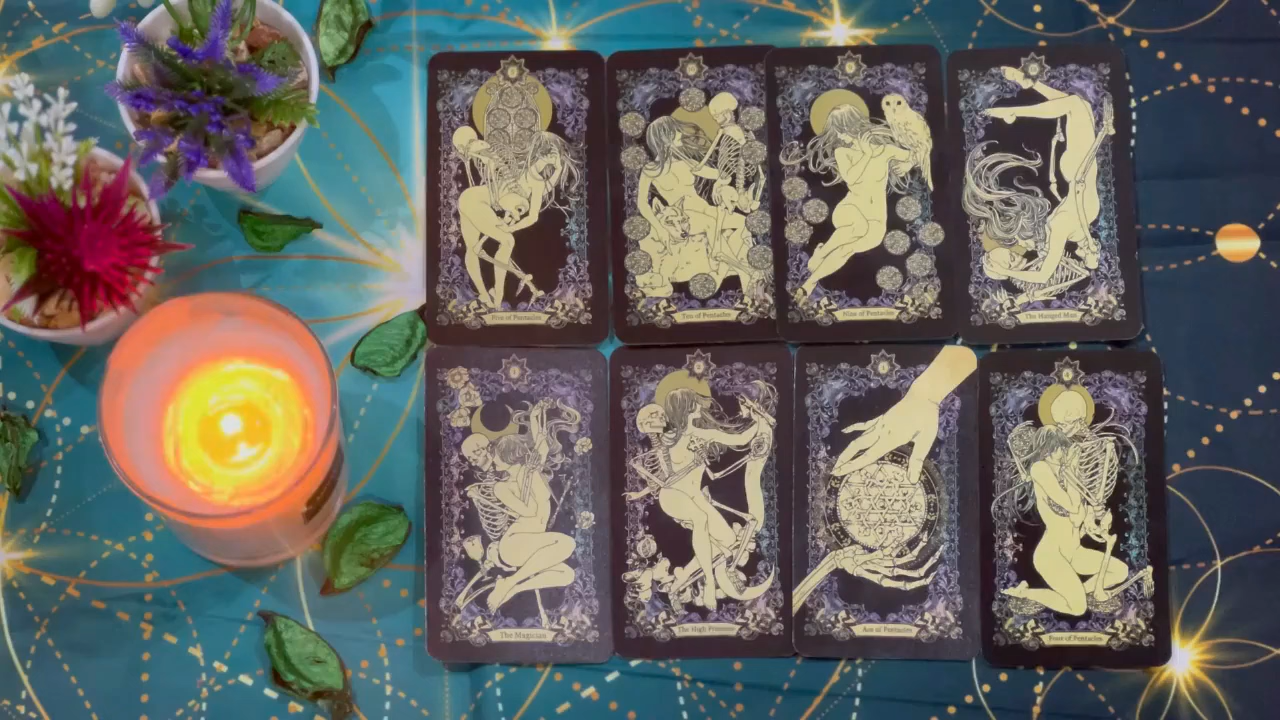 Five of Pentacles
Ten of Pentacles
Nine of Pentacles
The Hanged Man
The Magician
The High Priestess
Ace of Pentacles
Four of Pentacles